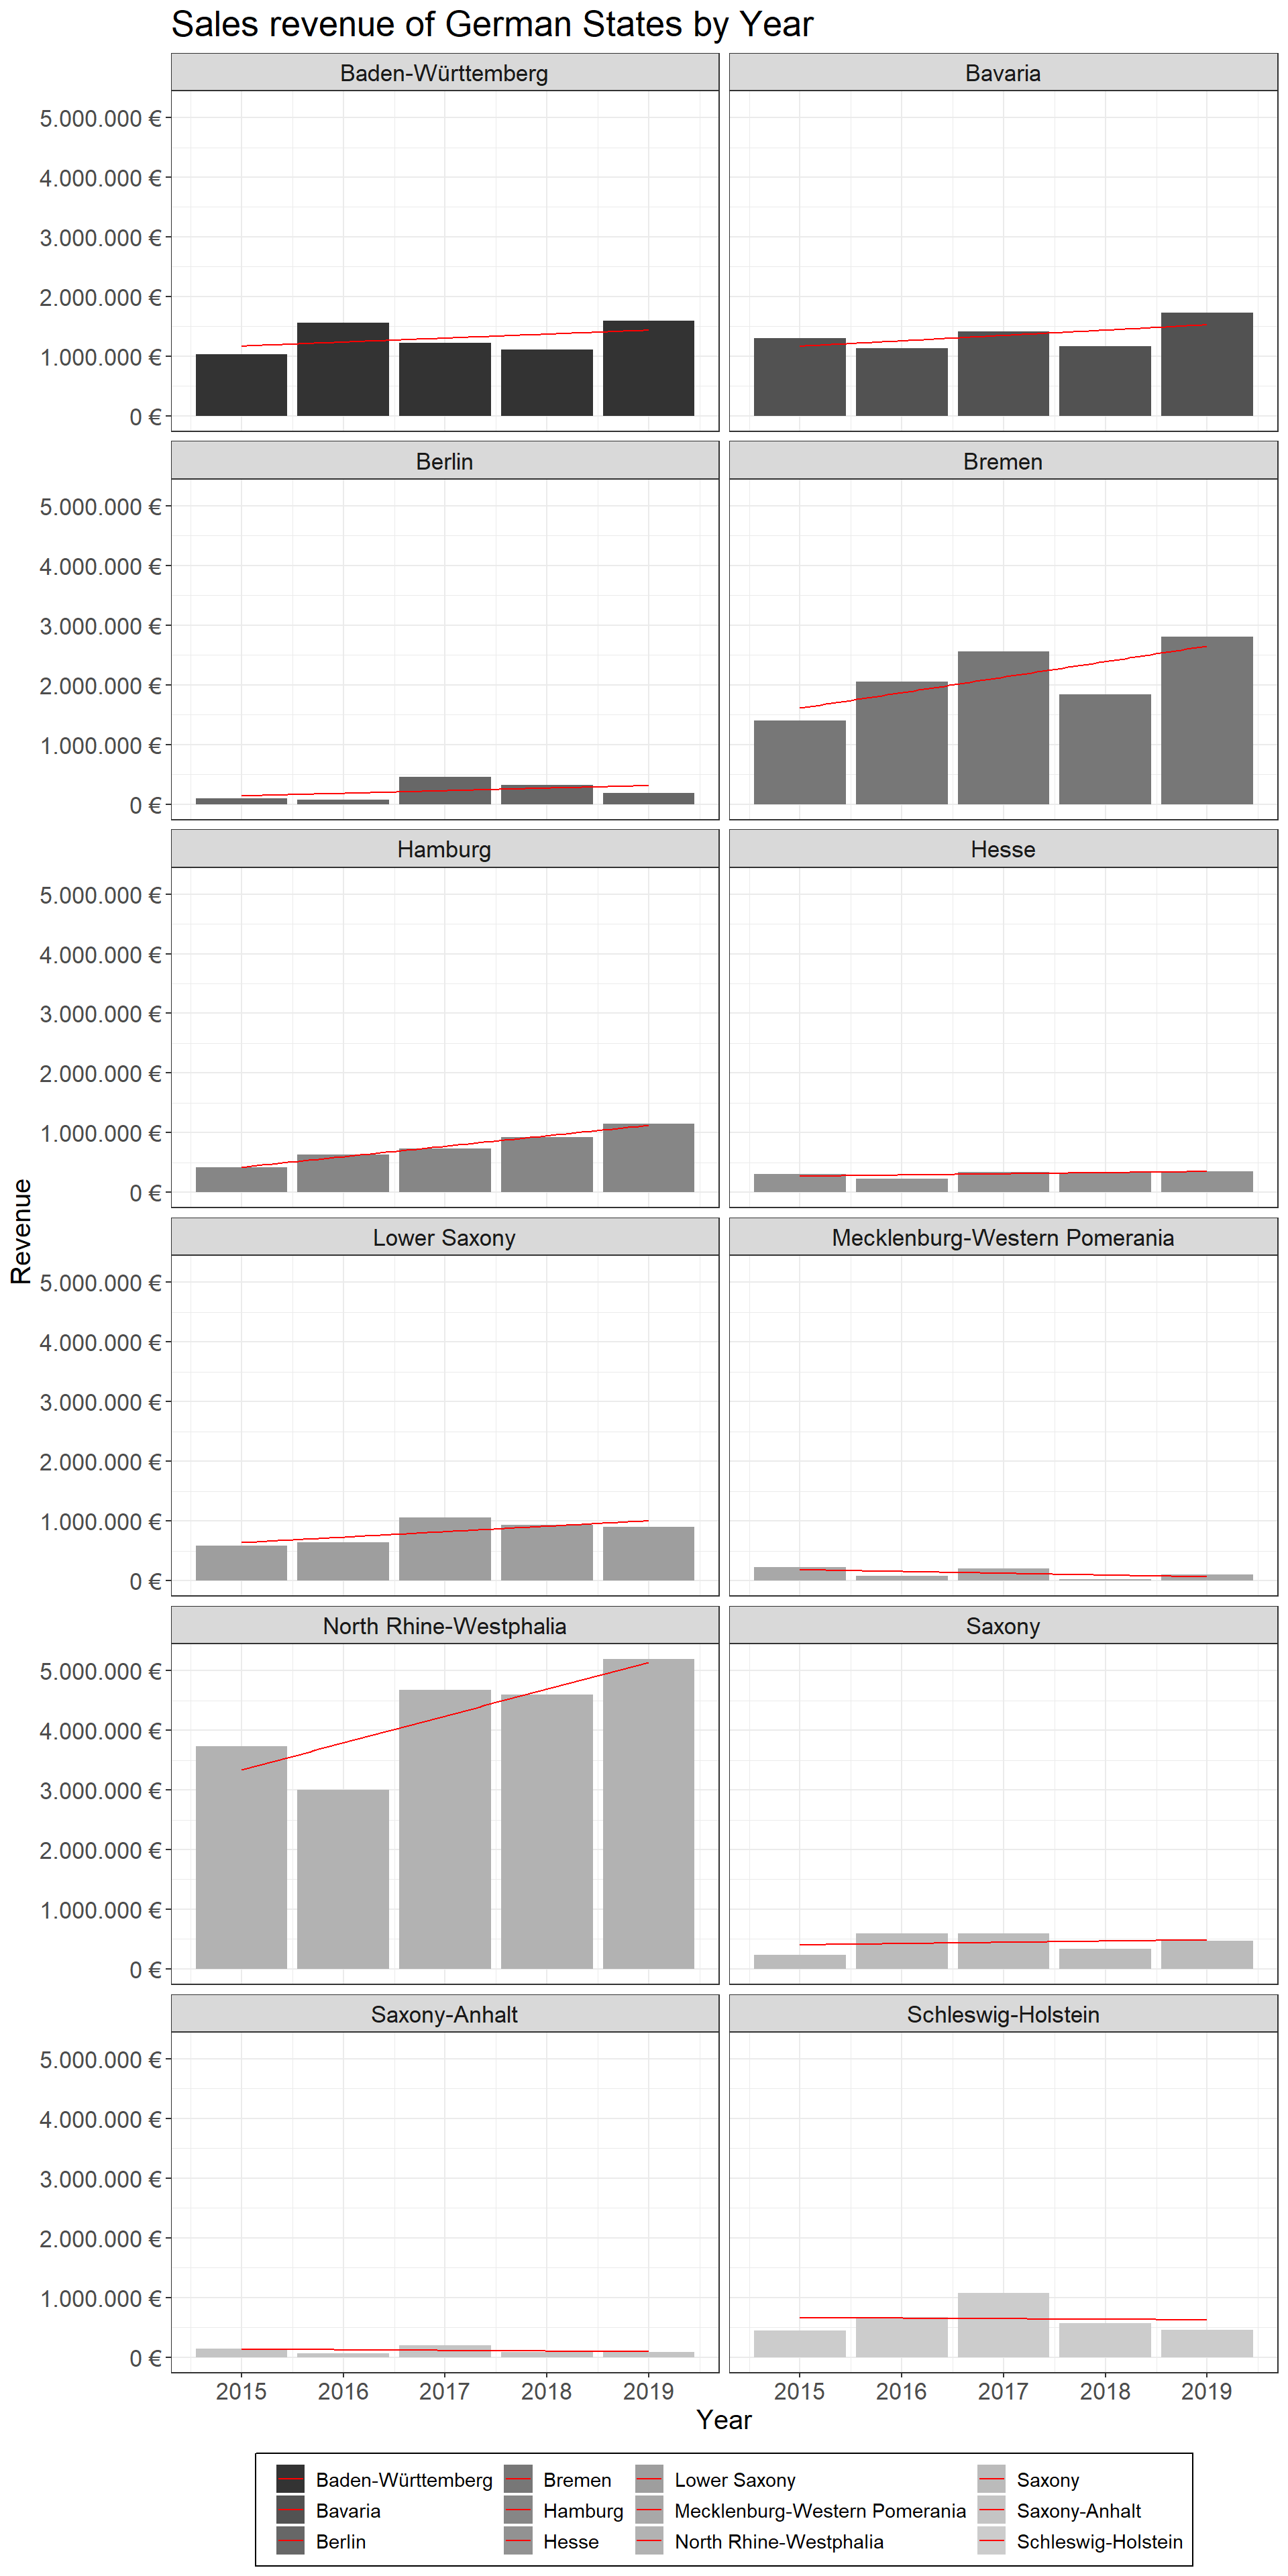 Sales revenue of German States by Year
Baden-Württemberg
Bavaria
5.000.000 €
4.000.000 €
3.000.000 €
2.000.000 €
1.000.000 €
0 €
Berlin
Bremen
5.000.000 €
4.000.000 €
3.000.000 €
2.000.000 €
1.000.000 €
0 €
Hamburg
Hesse
5.000.000 €
4.000.000 €
3.000.000 €
2.000.000 €
1.000.000 €
0 €
Revenue
Lower Saxony
Mecklenburg-Western Pomerania
5.000.000 €
4.000.000 €
3.000.000 €
2.000.000 €
1.000.000 €
0 €
North Rhine-Westphalia
Saxony
5.000.000 €
4.000.000 €
3.000.000 €
2.000.000 €
1.000.000 €
0 €
Saxony-Anhalt
Schleswig-Holstein
5.000.000 €
4.000.000 €
3.000.000 €
2.000.000 €
1.000.000 €
0 €
2015 2016 2017 2018 2019
2015 2016 2017 2018 2019
Year
Baden-Württemberg
Bavaria
Berlin
Bremen
Hamburg
Hesse
Lower Saxony
Mecklenburg-Western Pomerania
North Rhine-Westphalia
Saxony
Saxony-Anhalt
Schleswig-Holstein